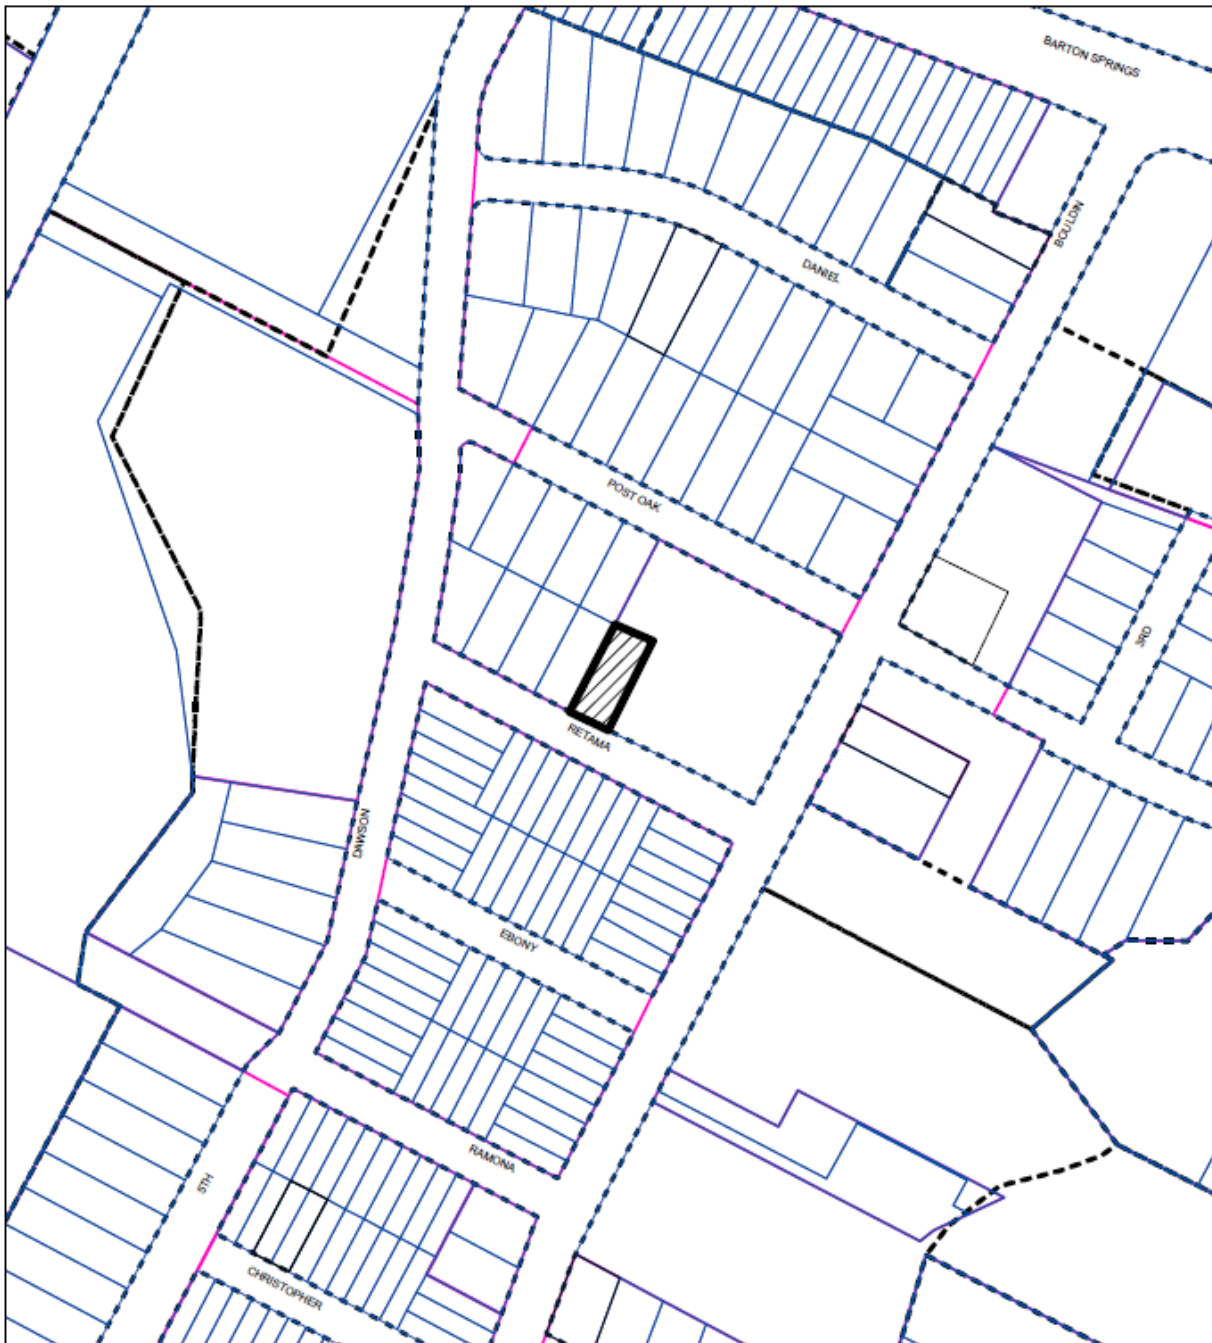 BARTON SPRINGS
BOULDIN
DANIEL
POST OAK
3RD
RETAMA
DAWSON
EBONY
RAMONA
5TH
CHRISTOPHER